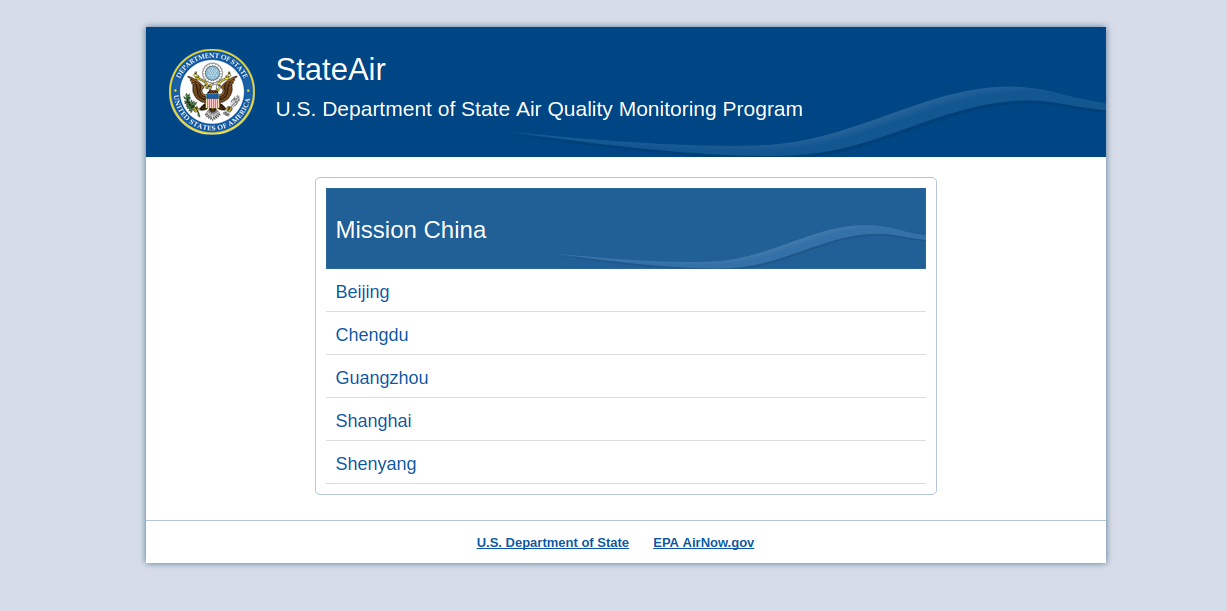 DEPARTMENT OF STATE
UNITED STATES OF AMERICA
StateAir
U.S. Department of State Air Quality Monitoring Program
Mission China
Beijing
Chengdu
Guangzhou
Shanghai
Shenyang
U.S. Department of State EPA AirNow.gov